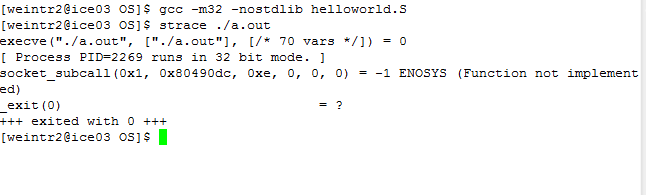 [weintr2@ice03 OS]$ gcc -m32 -nostdlib helloworld.S
[weintr2@ice03 OS]$ strace ./a.out
execve("./a.out", ["./a.out"], [/* 70 vars */]) = 0
[ Process PID=2269 runs in 32 bit mode. ]
socket_subcall(0x1, 0x80490dc, 0xe, 0, 0, 0) = -1 ENOSYS (Function not implement
ed)
_exit(0)                                = ?
+++ exited with 0 +++
[weintr2@ice03 OS]$